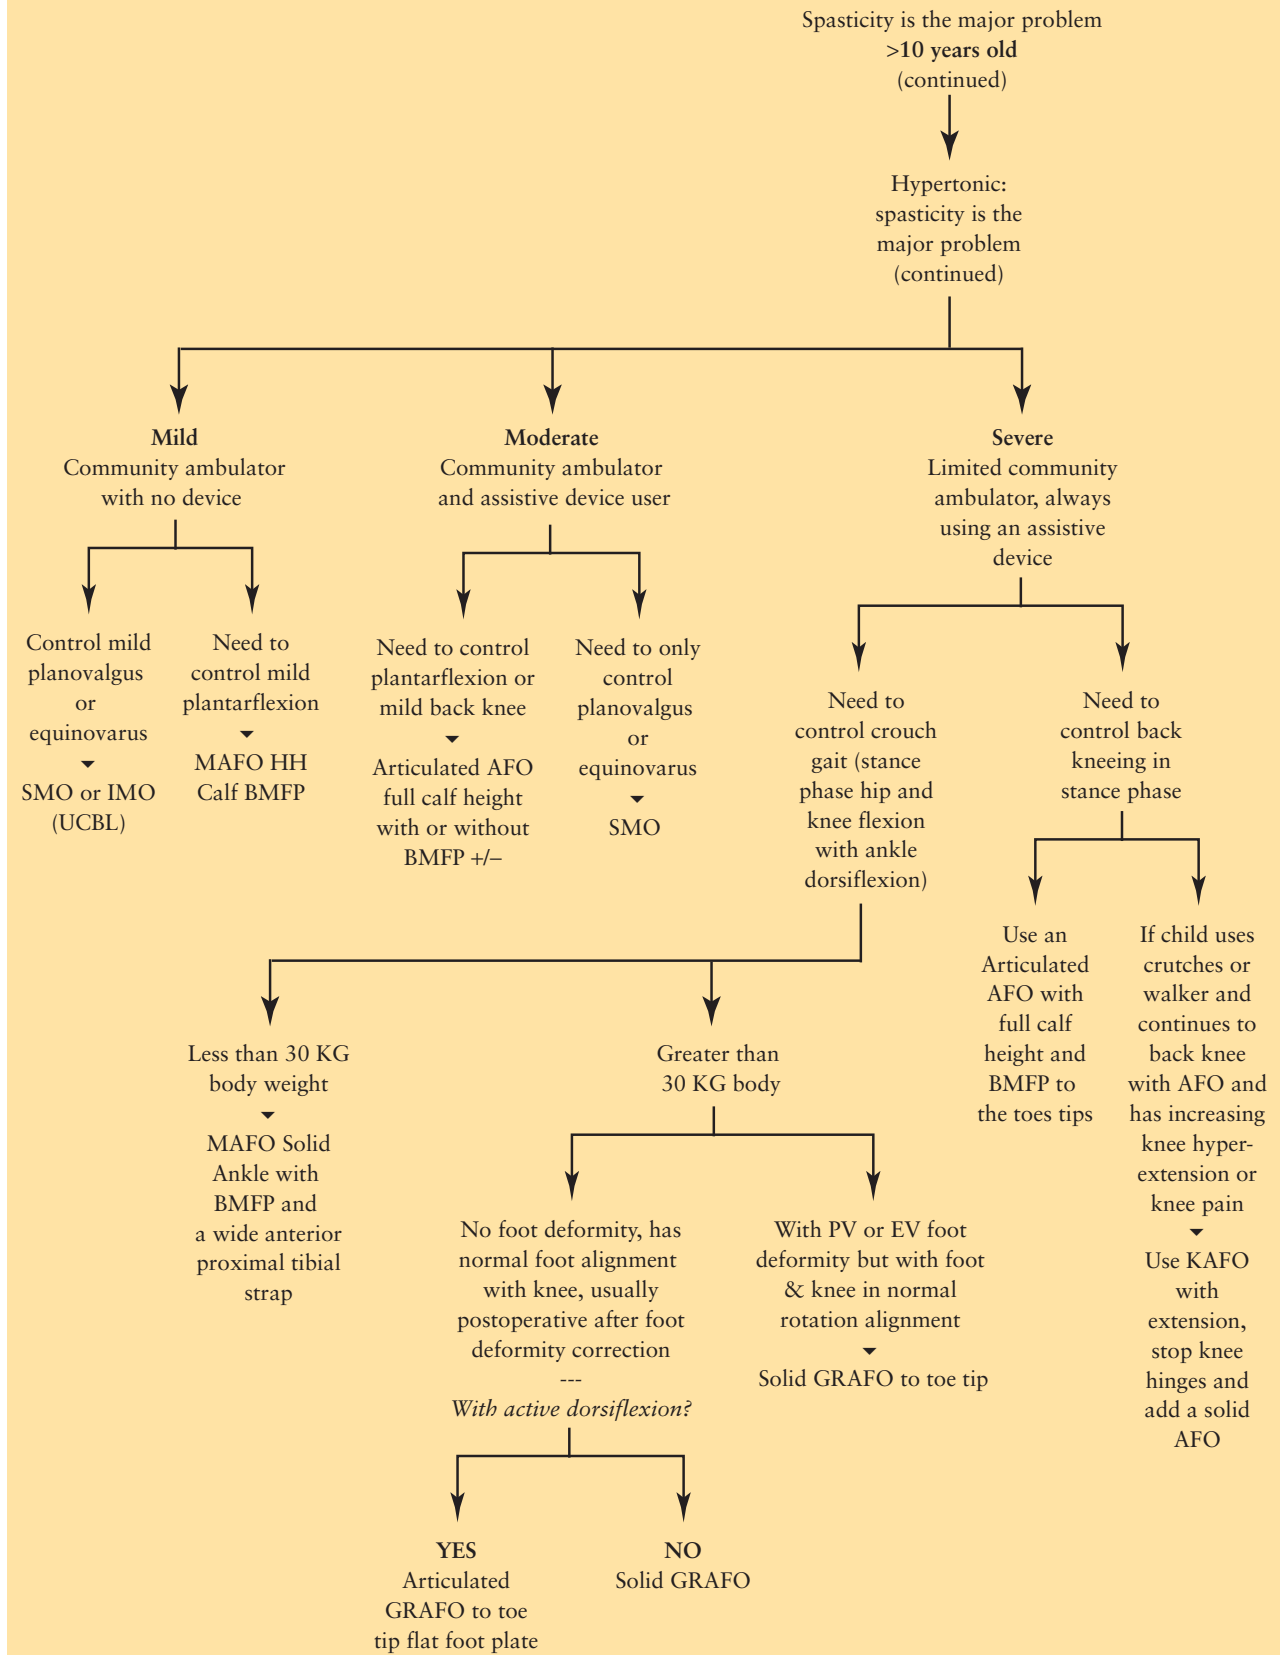 Spasticity is the major problem
>10 years old
(continued)
Hypertonic:
spasticity is the
major problem
(continued)
Mild
Community ambulator
with no device
Moderate
Community ambulator
and assistive device user
Severe
Limited community
ambulator, always
using an assistive
device
Control mild
planovalgus
or
equinovarus
SMO or IMO
(UCBL)
Need to
control mild
plantarflexion
MAFO HH
Calf BMFP
Need to control
plantarflexion or
mild back knee
Articulated AFO
full calf height
with or without
BMFP +/–
Need to only
control
planovalgus
or
equinovarus
SMO
Need to
control crouch
gait (stance
phase hip and
knee flexion
with ankle
dorsiflexion)
Need to
control back
kneeing in
stance phase
Use an
Articulated
AFO with
full calf
height and
BMFP to
the toes tips
If child uses
crutches or
walker and
continues to
back knee
with AFO and
has increasing
knee hyper-
extension or
knee pain
Use KAFO
with
extension,
stop knee
hinges and
add a solid
AFO
Less than 30 KG
body weight
MAFO Solid
Ankle with
BMFP and
a wide anterior
proximal tibial
strap
Greater than
30 KG body
No foot deformity, has
normal foot alignment
with knee, usually
postoperative after foot
deformity correction
---
With active dorsiflexion?
With PV or EV foot
deformity but with foot
& knee in normal
rotation alignment
Solid GRAFO to toe tip
YES
Articulated
GRAFO to toe
tip flat foot plate
NO
Solid GRAFO